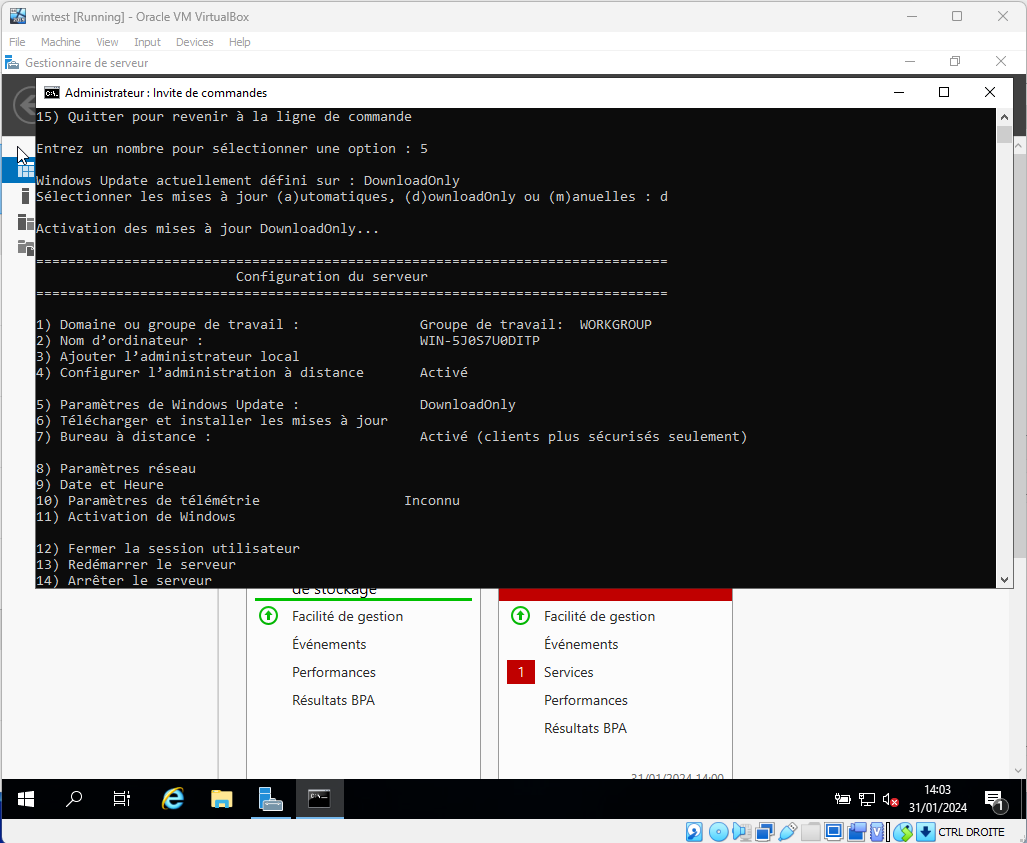 wintest [Running] - Oracle VM VirtualBox
File Machine View Input Devices Help
Gestionnaire de serveur
Administrateur : Invite de commandes
15) Quitter pour revenir à la ligne de commande
Entrez un nombre pour sélectionner une option : 5
Windows Update actuellement défini sur : DownloadOnly
Sélectionner les mises à jour (a)utomatiques, (d)ownloadOnly ou (m)anuelles : d
Activation des mises à jour DownloadOnly...
===============================================================================
Configuration du serveur
===============================================================================
1) Domaine ou groupe de travail : Groupe de travail: WORKGROUP
2) Nom d’ordinateur : WIN-5J0S7U0DITP
3) Ajouter l’administrateur local
4) Configurer l’administration à distance Activé
5) Paramètres de Windows Update : DownloadOnly
6) Télécharger et installer les mises à jour
7) Bureau à distance : Activé (clients plus sécurisés seulement)
8) Paramètres réseau
9) Date et Heure
10) Paramètres de télémétrie Inconnu
11) Activation de Windows
12) Fermer la session utilisateur
13) Redémarrer le serveur
14) Arrêter le serveur
de stockage
Facilité de gestion Facilité de gestion
Événements Événements
Performances 1 Services
Résultats BPA Performances
Résultats BPA
31/01/2024 14:00
14:03
31/01/2024
1
CTRL DROITE